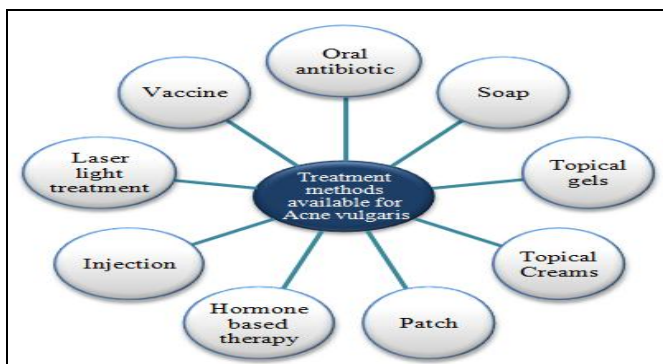 Oral
antibiotic
Soap
Topical
gels
Topical
Creams
Patch
Hormone
based
therapy
Injection
Laser
light
treatment
Vaccine
Treatment
methods
available for
Acne vulgaris